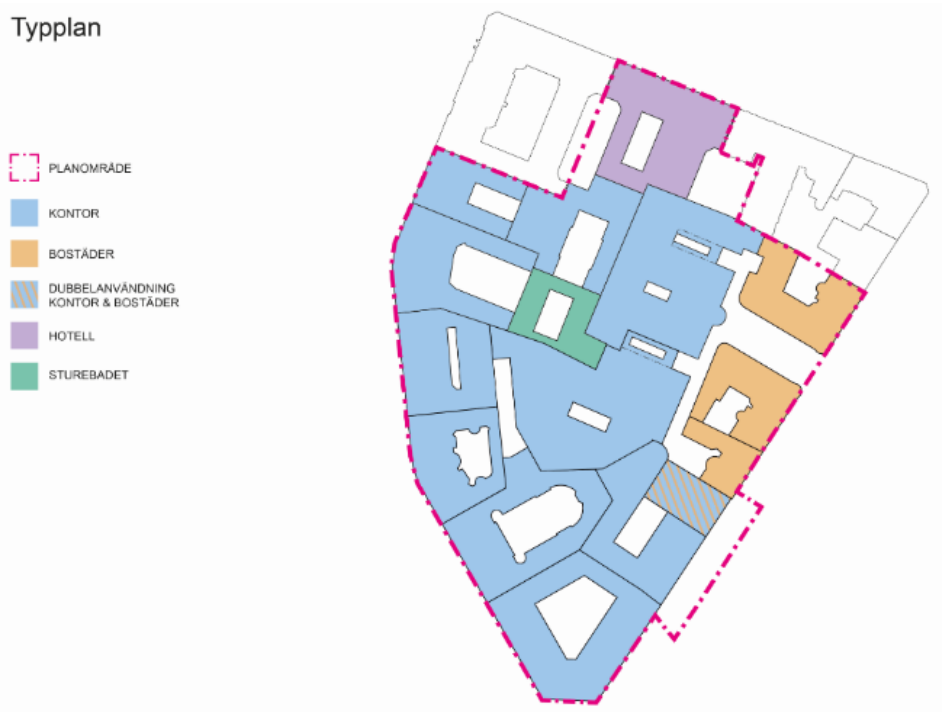 Typplan
PLANOMRÅDE
KONTOR
BOSTÄDER
DUBBELANVÄNDNING
KONTOR & BOSTÄDER
HOTELL
STUREBADET